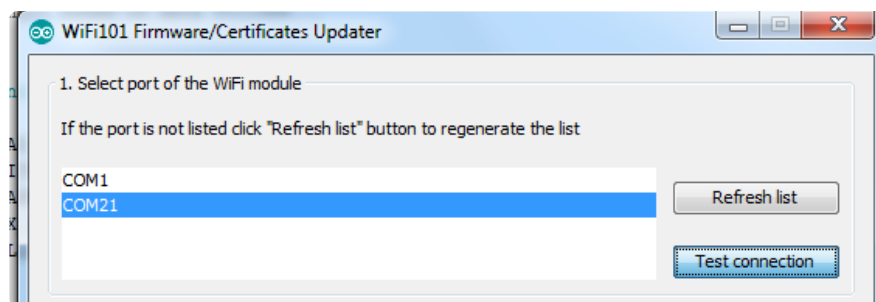 WiFi101 Firmware/Certificates Updater
1. Select port of the WiFi module
If the port is not listed click "Refresh list" button to regenerate the list
COM1
COM21
Refresh list
Test connection